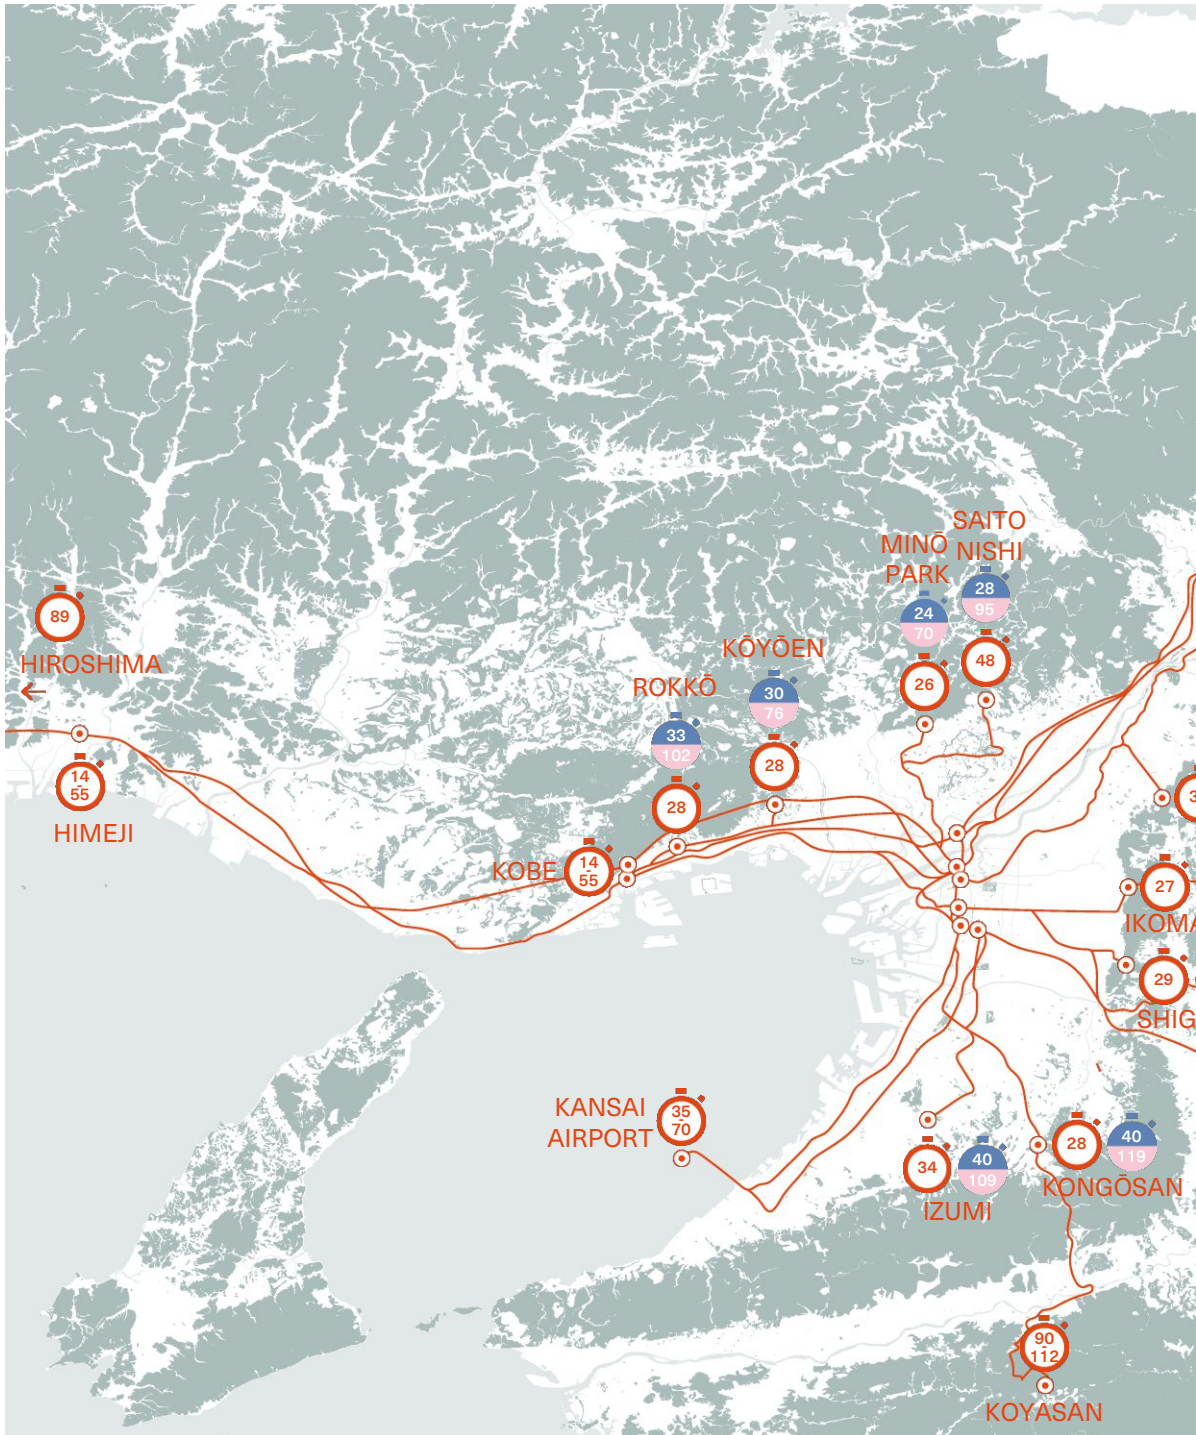 SAITO
NISHI
28
95
48
MINŌ
PARK
24
70
26
KŌYŌEN
30
76
28
ROKKŌ
33
102
28
89
HIROSHIMA
14
-
55
HIMEJI
KOBE
14
-
55
27
29
KANSAI
AIRPORT
35
-
70
34
40
109
IZUMI
28
40
119
KONGŌSAN
90
-
112
KOYASAN